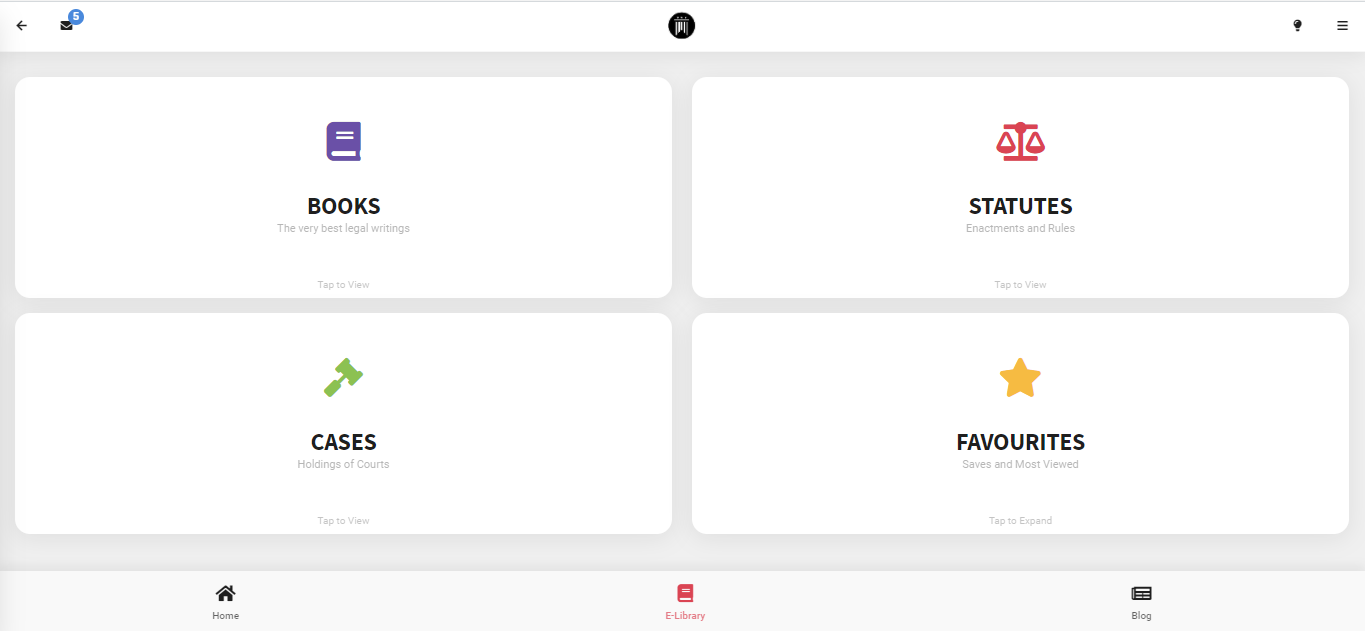 5
BOOKS
The very best legal writings
Tap to View
STATUTES
Enactments and Rules
Tap to View
CASES
Holdings of Courts
Tap to View
FAVOURITES
Saves and Most Viewed
Tap to Expand
Home
E-Library
Blog